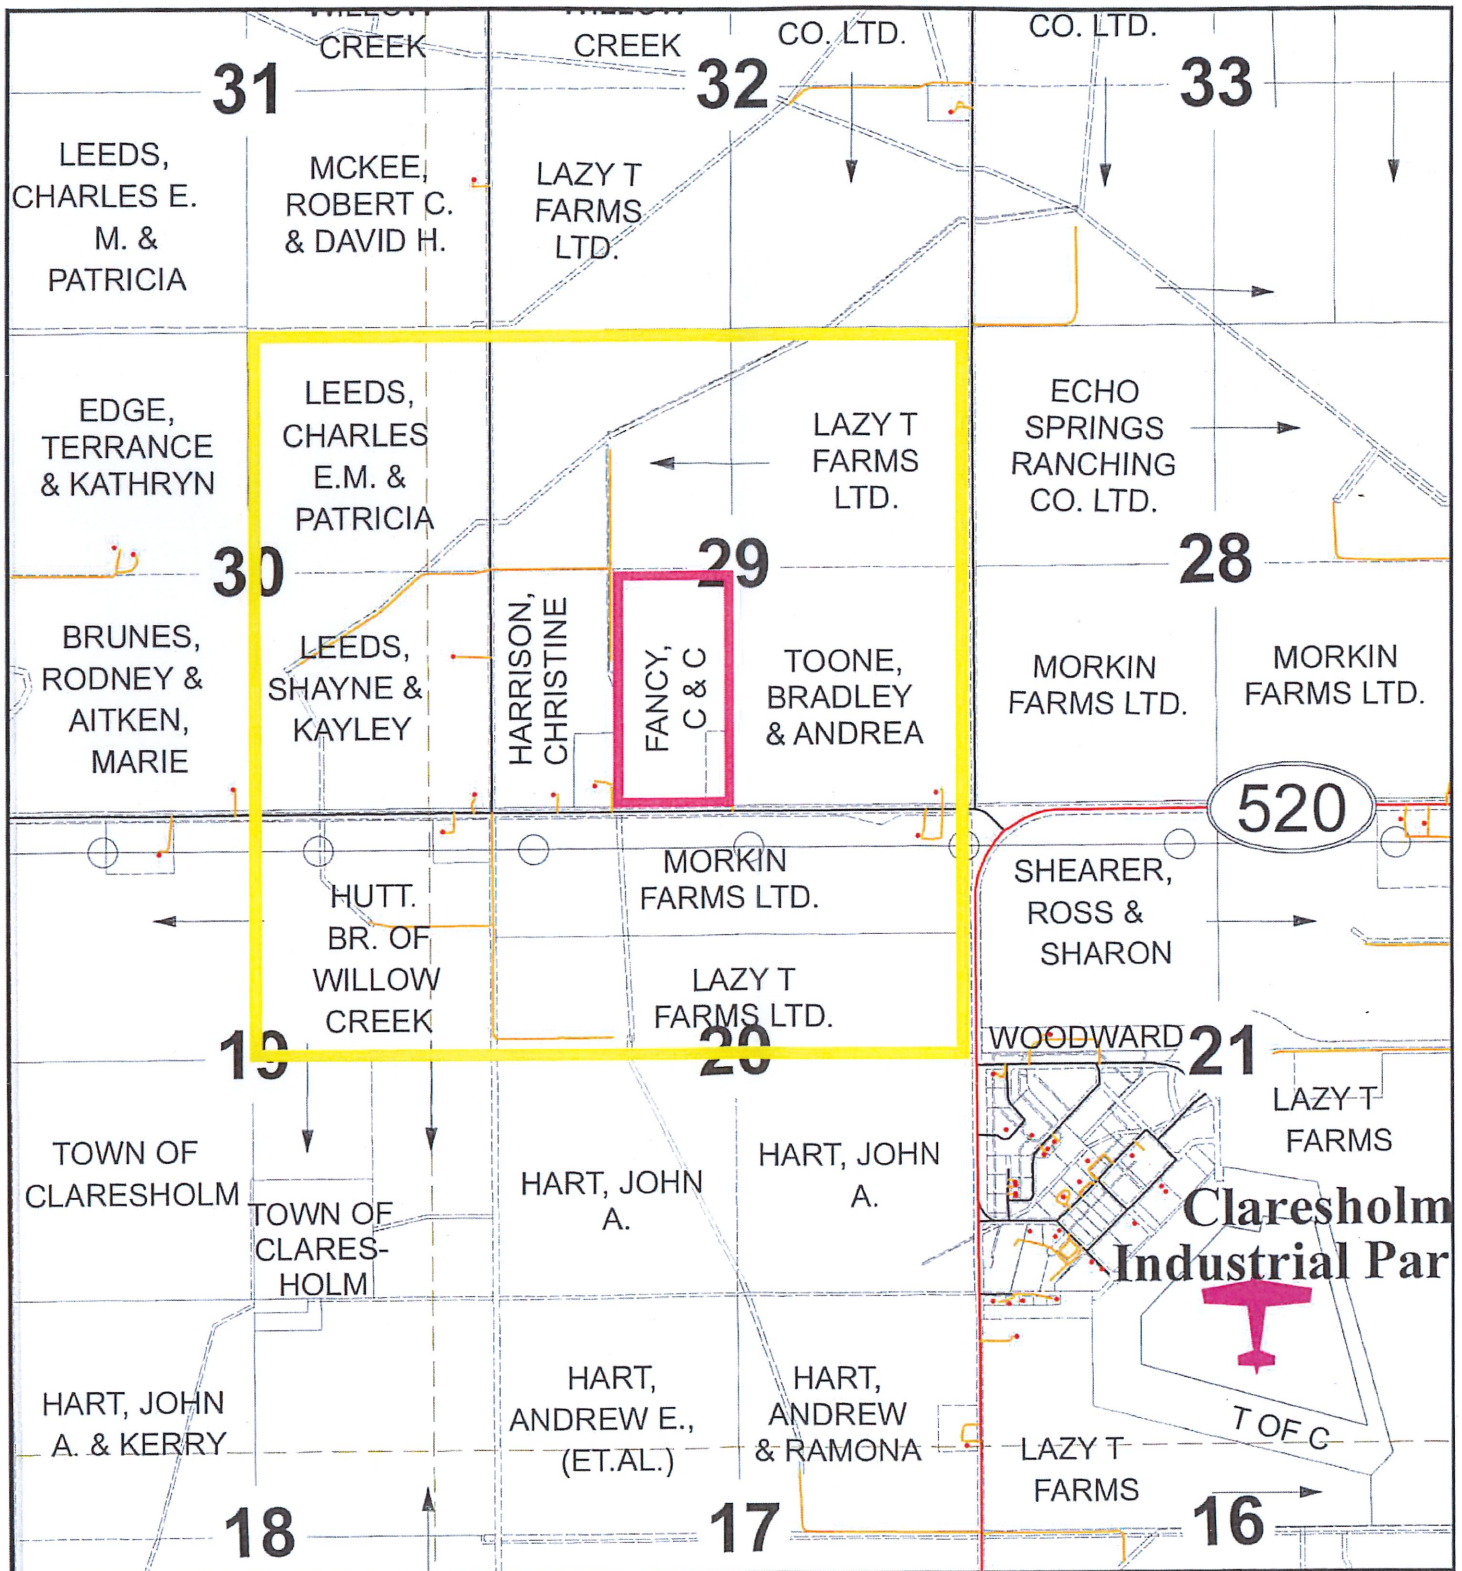 WILLOW
CREEK
WILLOW
CREEK
CO. LTD.
CO. LTD.
31
32
33
LEEDS,
CHARLES E.
M. &
PATRICIA
MCKEE,
ROBERT C.
& DAVID H.
LAZY T
FARMS
LTD.
EDGE,
TERRANCE
& KATHRYN
LEEDS,
CHARLES
E.M. &
PATRICIA
LAZY T
FARMS
LTD.
ECHO
SPRINGS
RANCHING
CO. LTD.
30
29
28
BRUNES,
RODNEY &
AITKEN,
MARIE
LEEDS,
SHAYNE &
KAYLEY
HARRISON,
CHRISTINE
FANCY,
C & C
TOONE,
BRADLEY
& ANDREA
MORKIN
FARMS LTD.
MORKIN
FARMS LTD.
520
HUTT.
BR. OF
WILLOW
CREEK
MORKIN
FARMS LTD.
LAZY T
FARMS LTD.
SHEARER,
ROSS &
SHARON
WOODWARD
19
20
21
LAZY T
FARMS
TOWN OF
CLARESHOLM
TOWN OF
CLARES-
HOLM
HART, JOHN
A.
HART, JOHN
A.
Claresholm
Industrial Par
HART, JOHN
A. & KERRY
HART,
ANDREW E.,
(ET.AL.)
HART,
ANDREW
& RAMONA
T OF C
LAZY T
FARMS
18
17
16